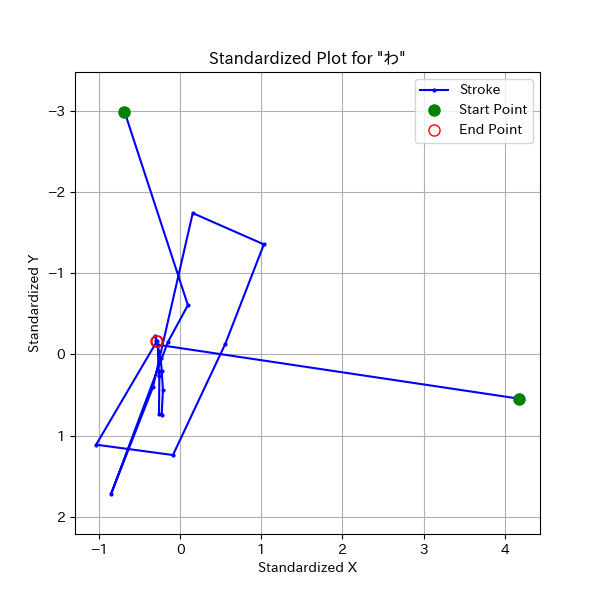 Standardized Plot for "わ"
Stroke
Start Point
End Point
Standardized Y
−3
−2
−1
0
1
2
−1 0 1 2 3 4
Standardized X